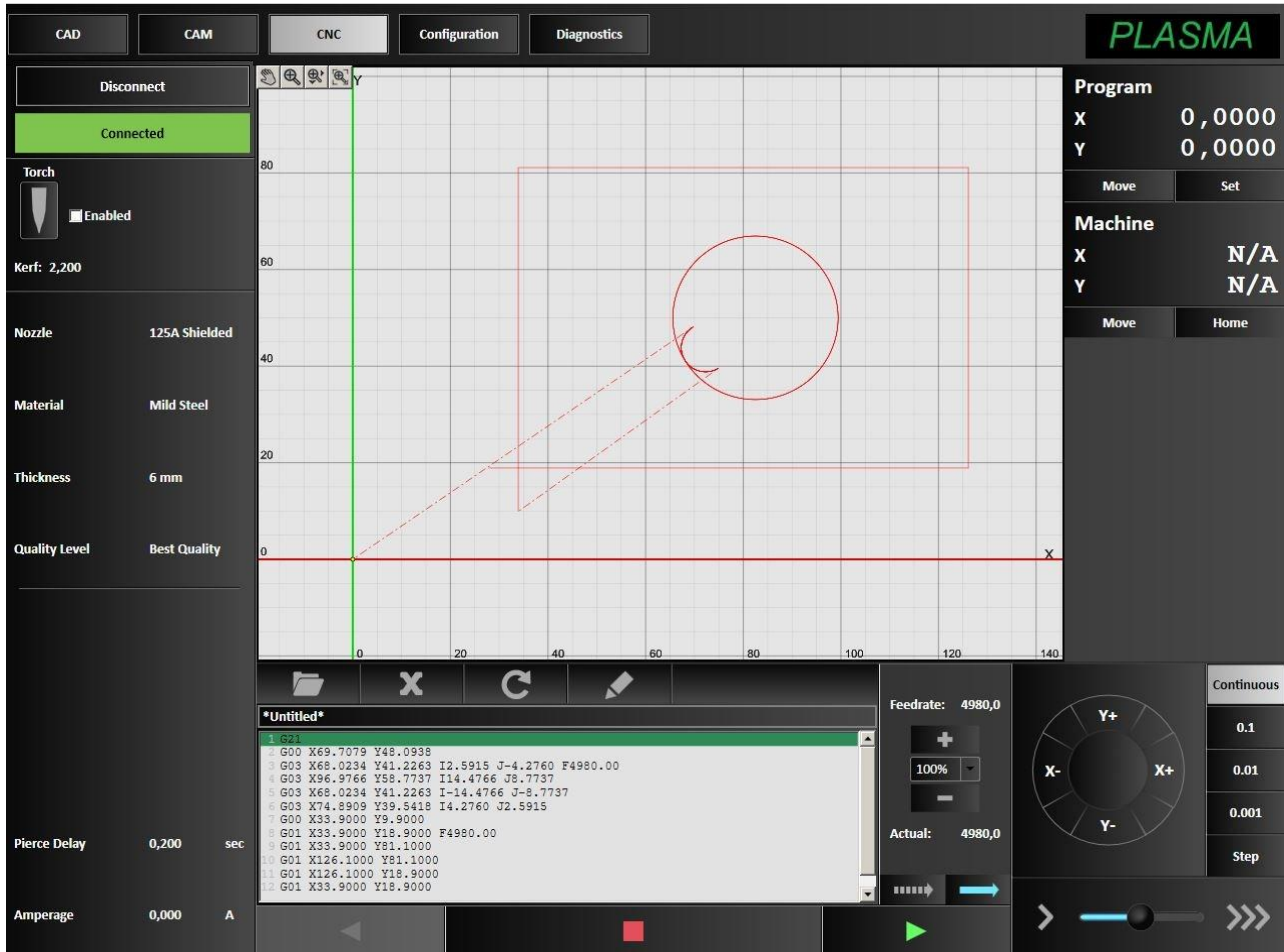 CAD CAM CNC Configuration Diagnostics PLASMA
Disconnect
Connected
Torch
Enabled
Kerf: 2,200
Nozzle 125A Shielded
Material Mild Steel
Thickness 6 mm
Quality Level Best Quality
Pierce Delay 0,200 sec
Amperage 0,000 A
Y
80
60
40
20
0
X
0 20 40 60 80 100 120 140
*Untitled*
1 G21
2 G00 X69.7079 Y48.0938
3 G03 X68.0234 Y41.2263 I2.5915 J-4.2760 F4980.00
4 G03 X96.9766 Y58.7737 I14.4766 J8.7737
5 G03 X68.0234 Y41.2263 I-14.4766 J-8.7737
6 G03 X74.8909 Y39.5418 I4.2760 J2.5915
7 G00 X33.9000 Y9.9000
8 G01 X33.9000 Y18.9000 F4980.00
9 G01 X33.9000 Y81.1000
10 G01 X126.1000 Y81.1000
11 G01 X126.1000 Y18.9000
12 G01 X33.9000 Y18.9000
Feedrate: 4980,0
100%
Actual: 4980,0
Program
X 0,0000
Y 0,0000
Move Set
Machine
X N/A
Y N/A
Move Home
Y+
X- X+
Y-
Continuous
0.1
0.01
0.001
Step